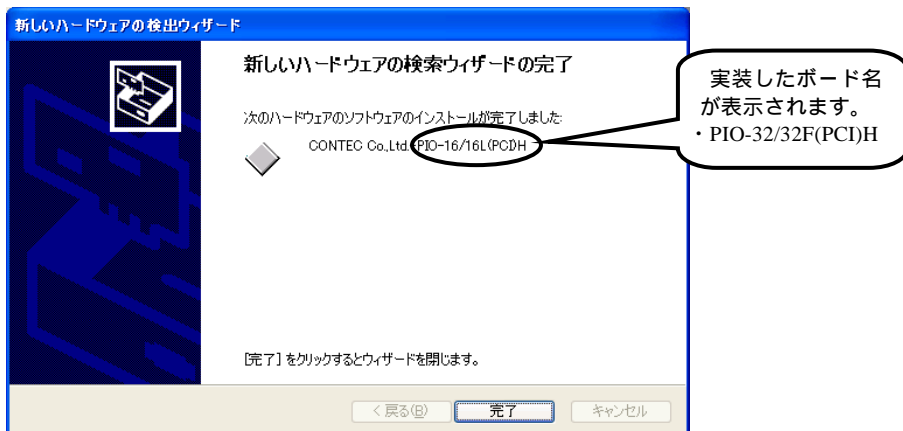 新しいハードウェアの検出ウィザード
新しいハードウェアの検索ウィザードの完了
次のハードウェアのソフトウェアのインストールが完了しました:
CONTEC Co.,Ltd. PIO-16/16L(PCI)H
[完了] をクリックするとウィザードを閉じます。
< 戻る(B)
完了
キャンセル
実装したボード名
が表示されます。
・PIO-32/32F(PCI)H